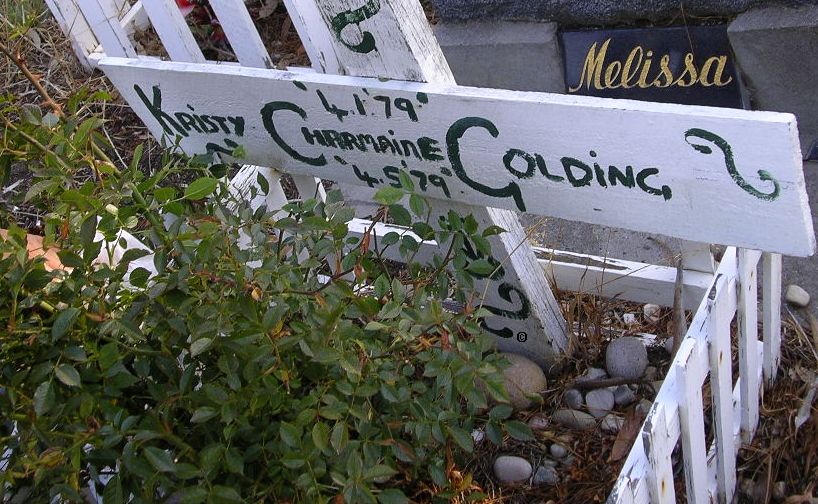 Melissa
4.1.79
Kristy Charmaine Golding
4.5.79